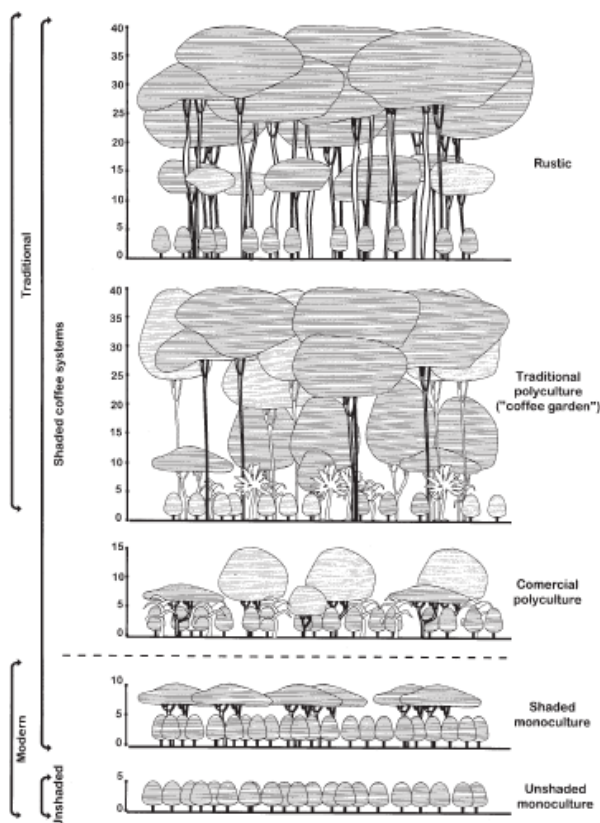 Traditional
Shaded coffee systems
Modern
Unshaded
40
35
30
25
20
15
10
5
0
Rustic
40
35
30
25
20
15
10
5
0
Traditional
polyculture
("coffee garden")
15
10
5
0
Comercial
polyculture
10
5
0
Shaded
monoculture
5
0
Unshaded
monoculture